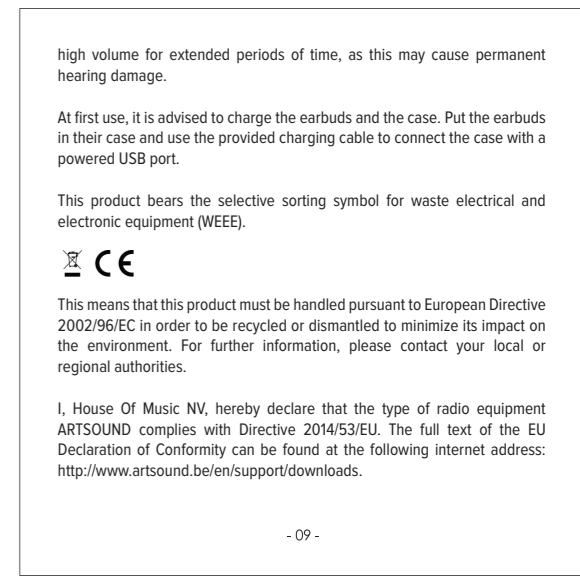 high volume for extended periods of time, as this may cause permanent
hearing damage.
At first use, it is advised to charge the earbuds and the case. Put the earbuds
in their case and use the provided charging cable to connect the case with a
powered USB port.
This product bears the selective sorting symbol for waste electrical and
electronic equipment (WEEE).
CE
This means that this product must be handled pursuant to European Directive
2002/96/EC in order to be recycled or dismantled to minimize its impact on
the environment. For further information, please contact your local or
regional authorities.
I, House Of Music NV, hereby declare that the type of radio equipment
ARTSOUND complies with Directive 2014/53/EU. The full text of the EU
Declaration of Conformity can be found at the following internet address:
http://www.artsound.be/en/support/downloads.
- 09 -